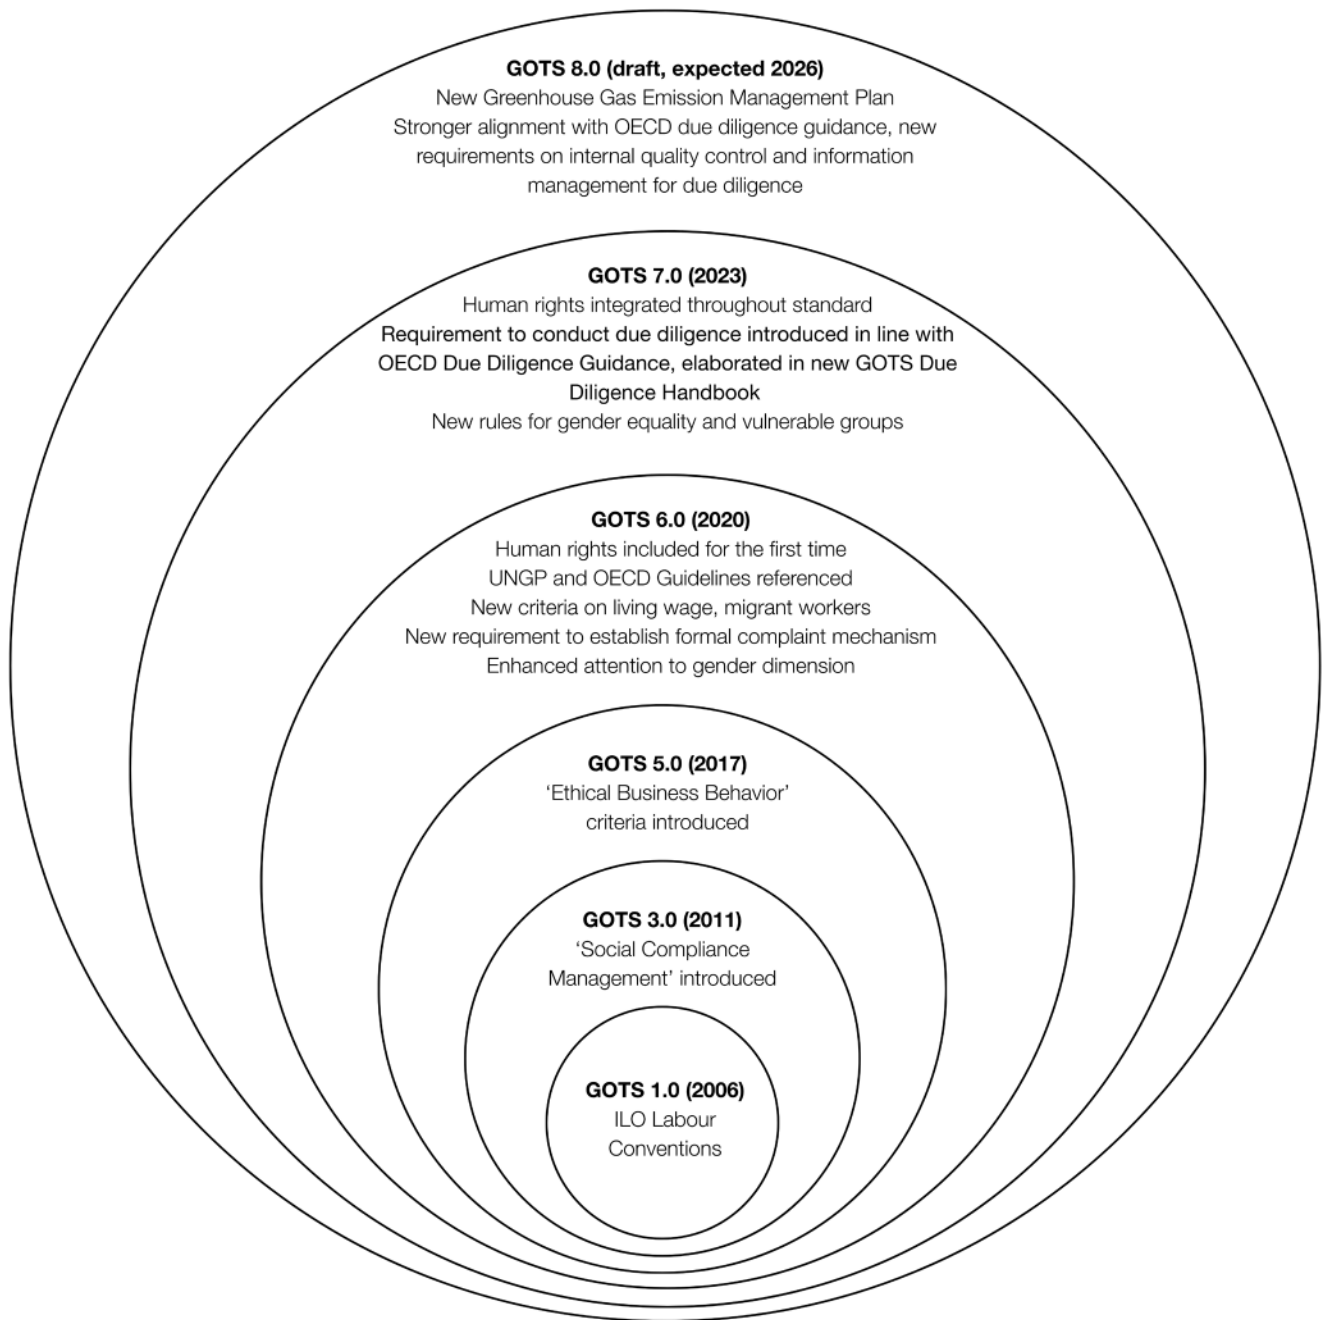 GOTS 8.0 (draft, expected 2026)
New Greenhouse Gas Emission Management Plan
Stronger alignment with OECD due diligence guidance, new
requirements on internal quality control and information
management for due diligence
GOTS 7.0 (2023)
Human rights integrated throughout standard
Requirement to conduct due diligence introduced in line with
OECD Due Diligence Guidance, elaborated in new GOTS Due
Diligence Handbook
New rules for gender equality and vulnerable groups
GOTS 6.0 (2020)
Human rights included for the first time
UNGP and OECD Guidelines referenced
New criteria on living wage, migrant workers
New requirement to establish formal complaint mechanism
Enhanced attention to gender dimension
GOTS 5.0 (2017)
‘Ethical Business Behavior’
criteria introduced
GOTS 3.0 (2011)
‘Social Compliance
Management’ introduced
GOTS 1.0 (2006)
ILO Labour
Conventions